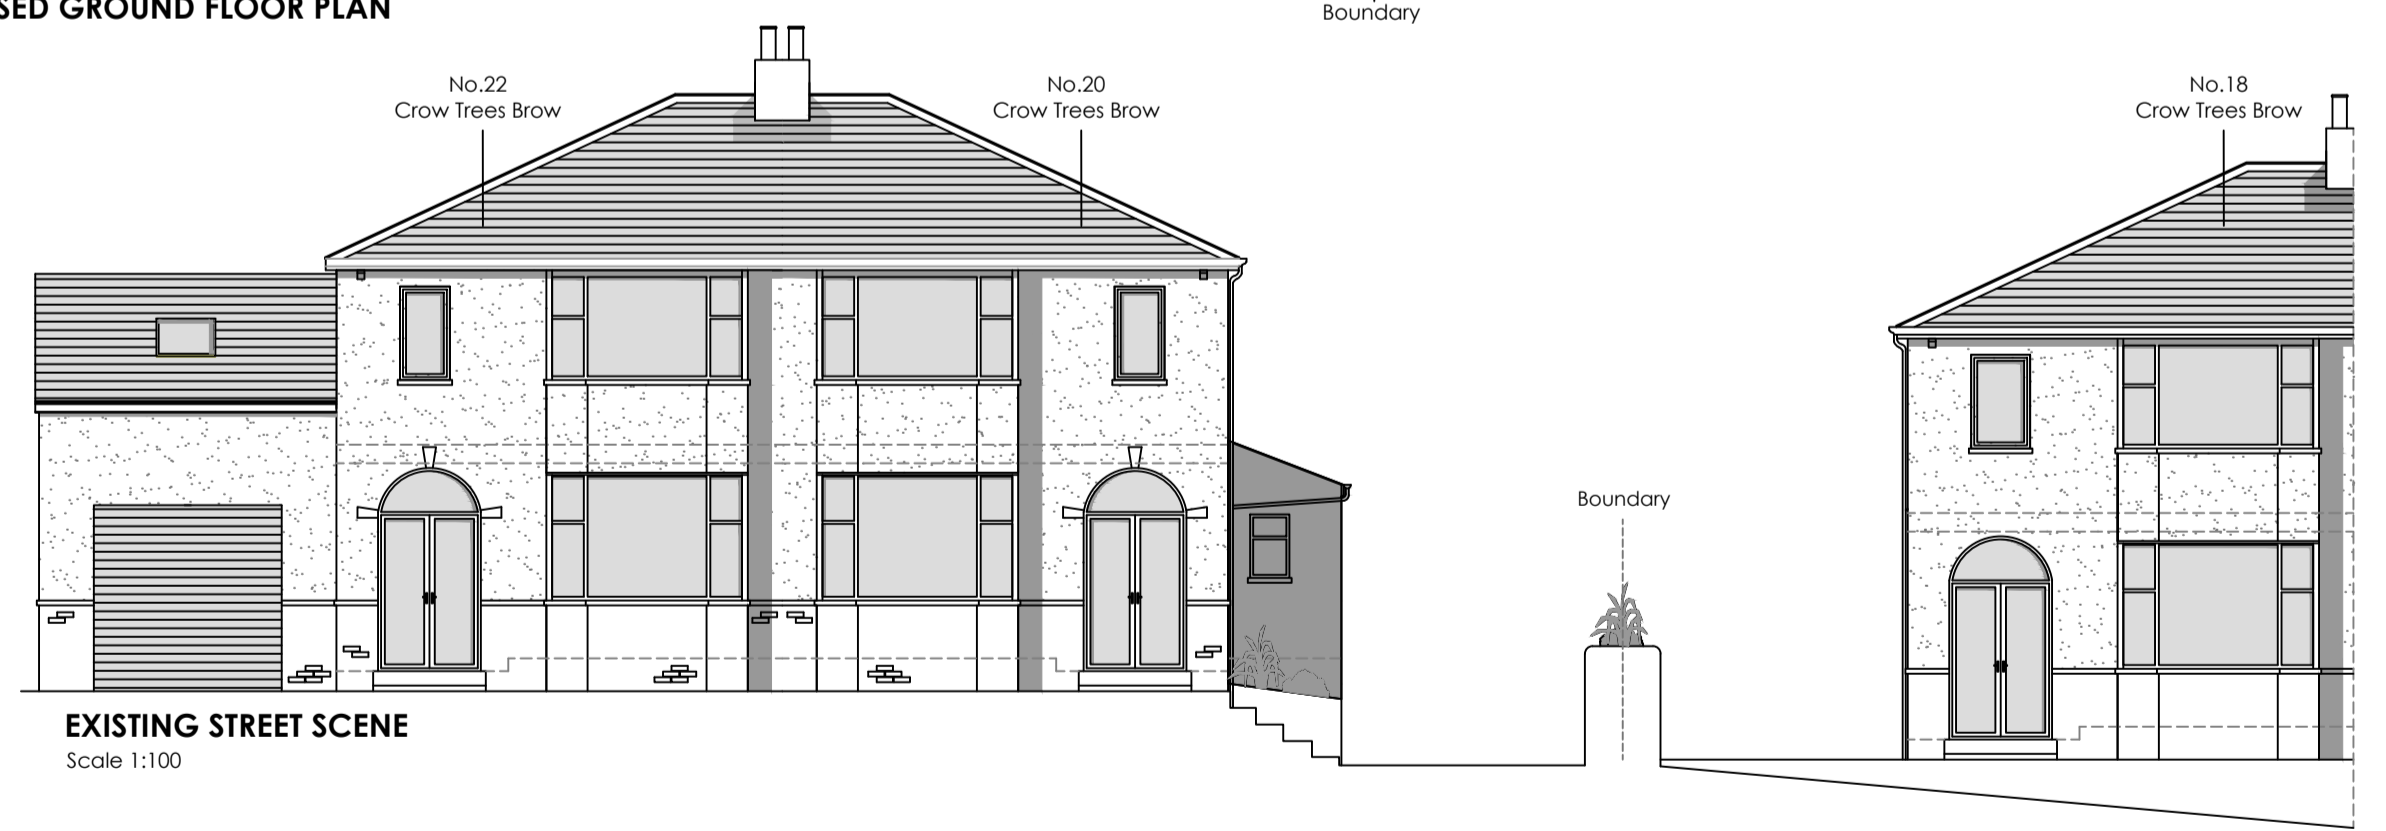 SED GROUND FLOOR PLAN
Boundary
No.22
Crow Trees Brow
No.20
Crow Trees Brow
No.18
Crow Trees Brow
Boundary
EXISTING STREET SCENE
Scale 1:100